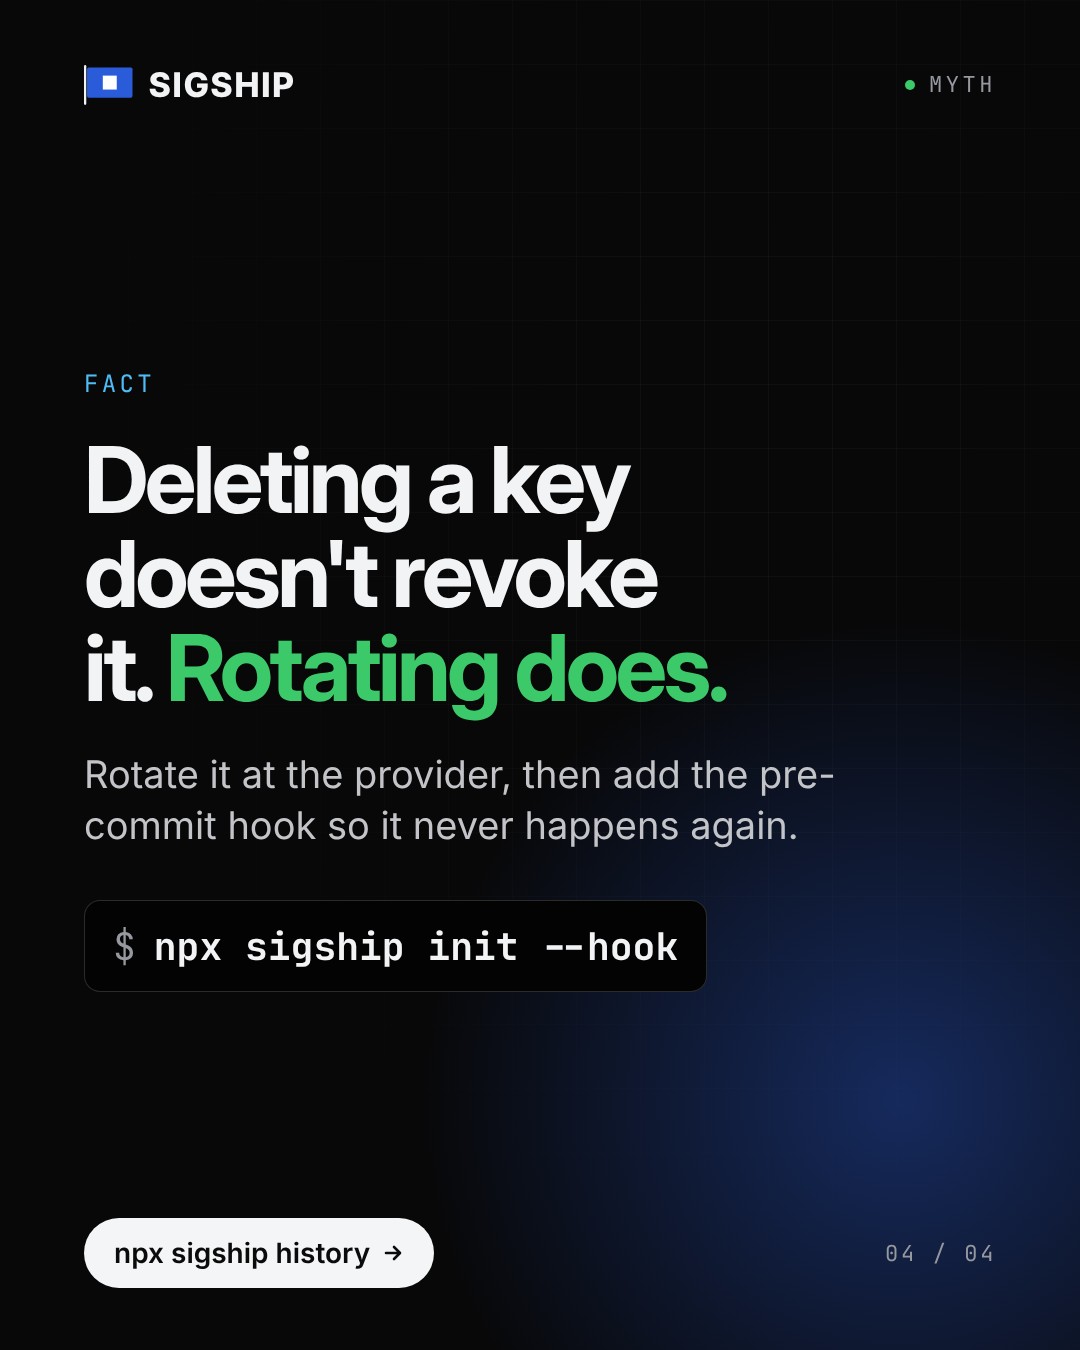 SIGSHIP
MYTH
FACT
Deleting a key
doesn't revoke
it. Rotating does.
Rotate it at the provider, then add the pre-
commit hook so it never happens again.
$ npx sigship init --hook
npx sigship history →
04 / 04